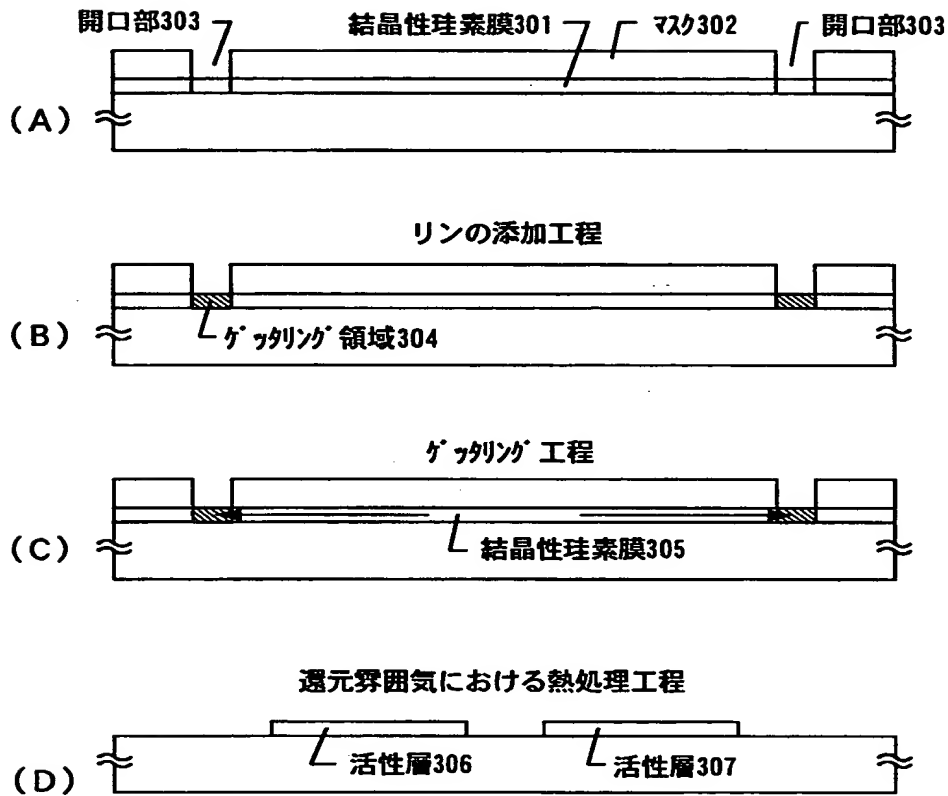 開口部303 結晶性珪素膜301 マスク302 開口部303
(A)
リンの添加工程
(B)
ゲッタリング領域304
ゲッタリング工程
(C)
結晶性珪素膜305
還元雰囲気における熱処理工程
(D)
活性層306 活性層307